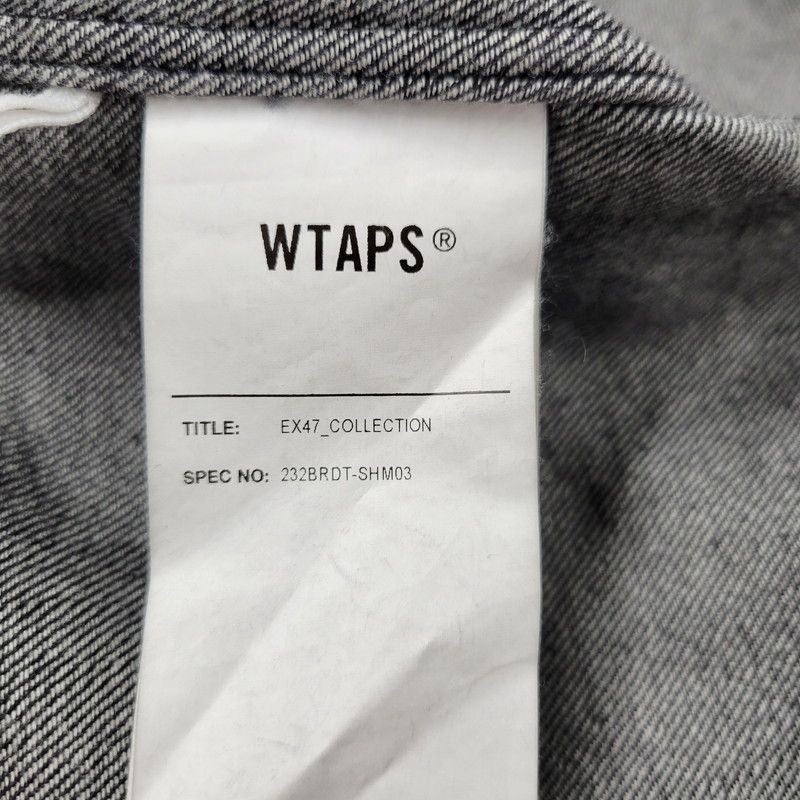 WTAPS®
TITLE: EX47_COLLECTION
SPEC NO: 232BRDT-SHM03